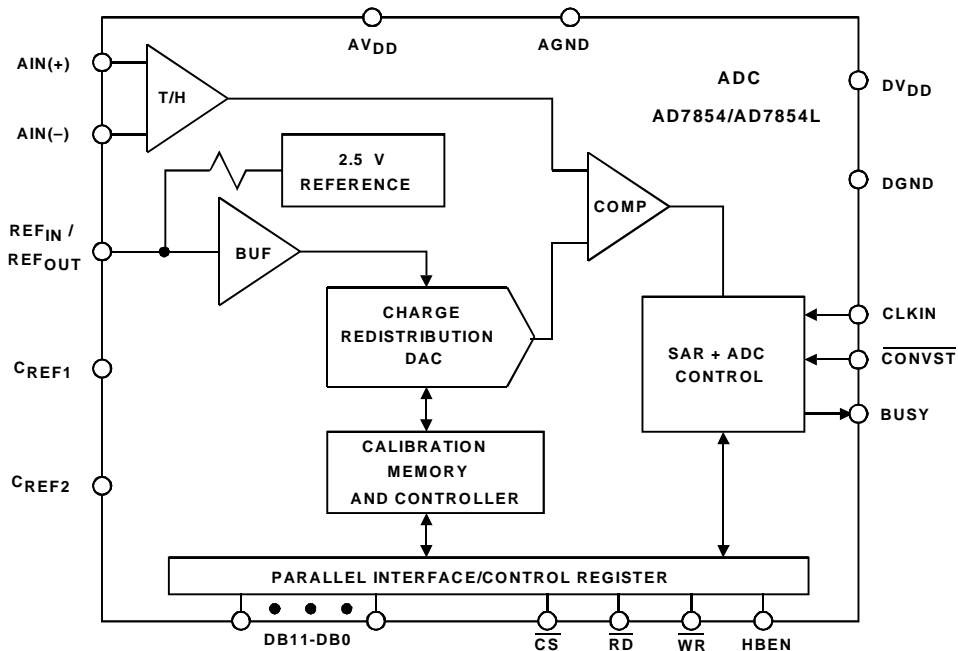 AVDD
AGND
AIN(+)
T/H
ADC
AD7854/AD7854L
DVDD
AIN(–)
2.5 V
REFERENCE
DGND
COMP
REFIN /
REFOUT
BUF
CHARGE
REDISTRIBUTION
DAC
CLKIN
SAR + ADC
CONTROL
CONVST
CREF1
BUSY
CALIBRATION
MEMORY
AND CONTROLLER
CREF2
PARALLEL INTERFACE/CONTROL REGISTER
DB11-DB0
CS
RD
WR
HBEN